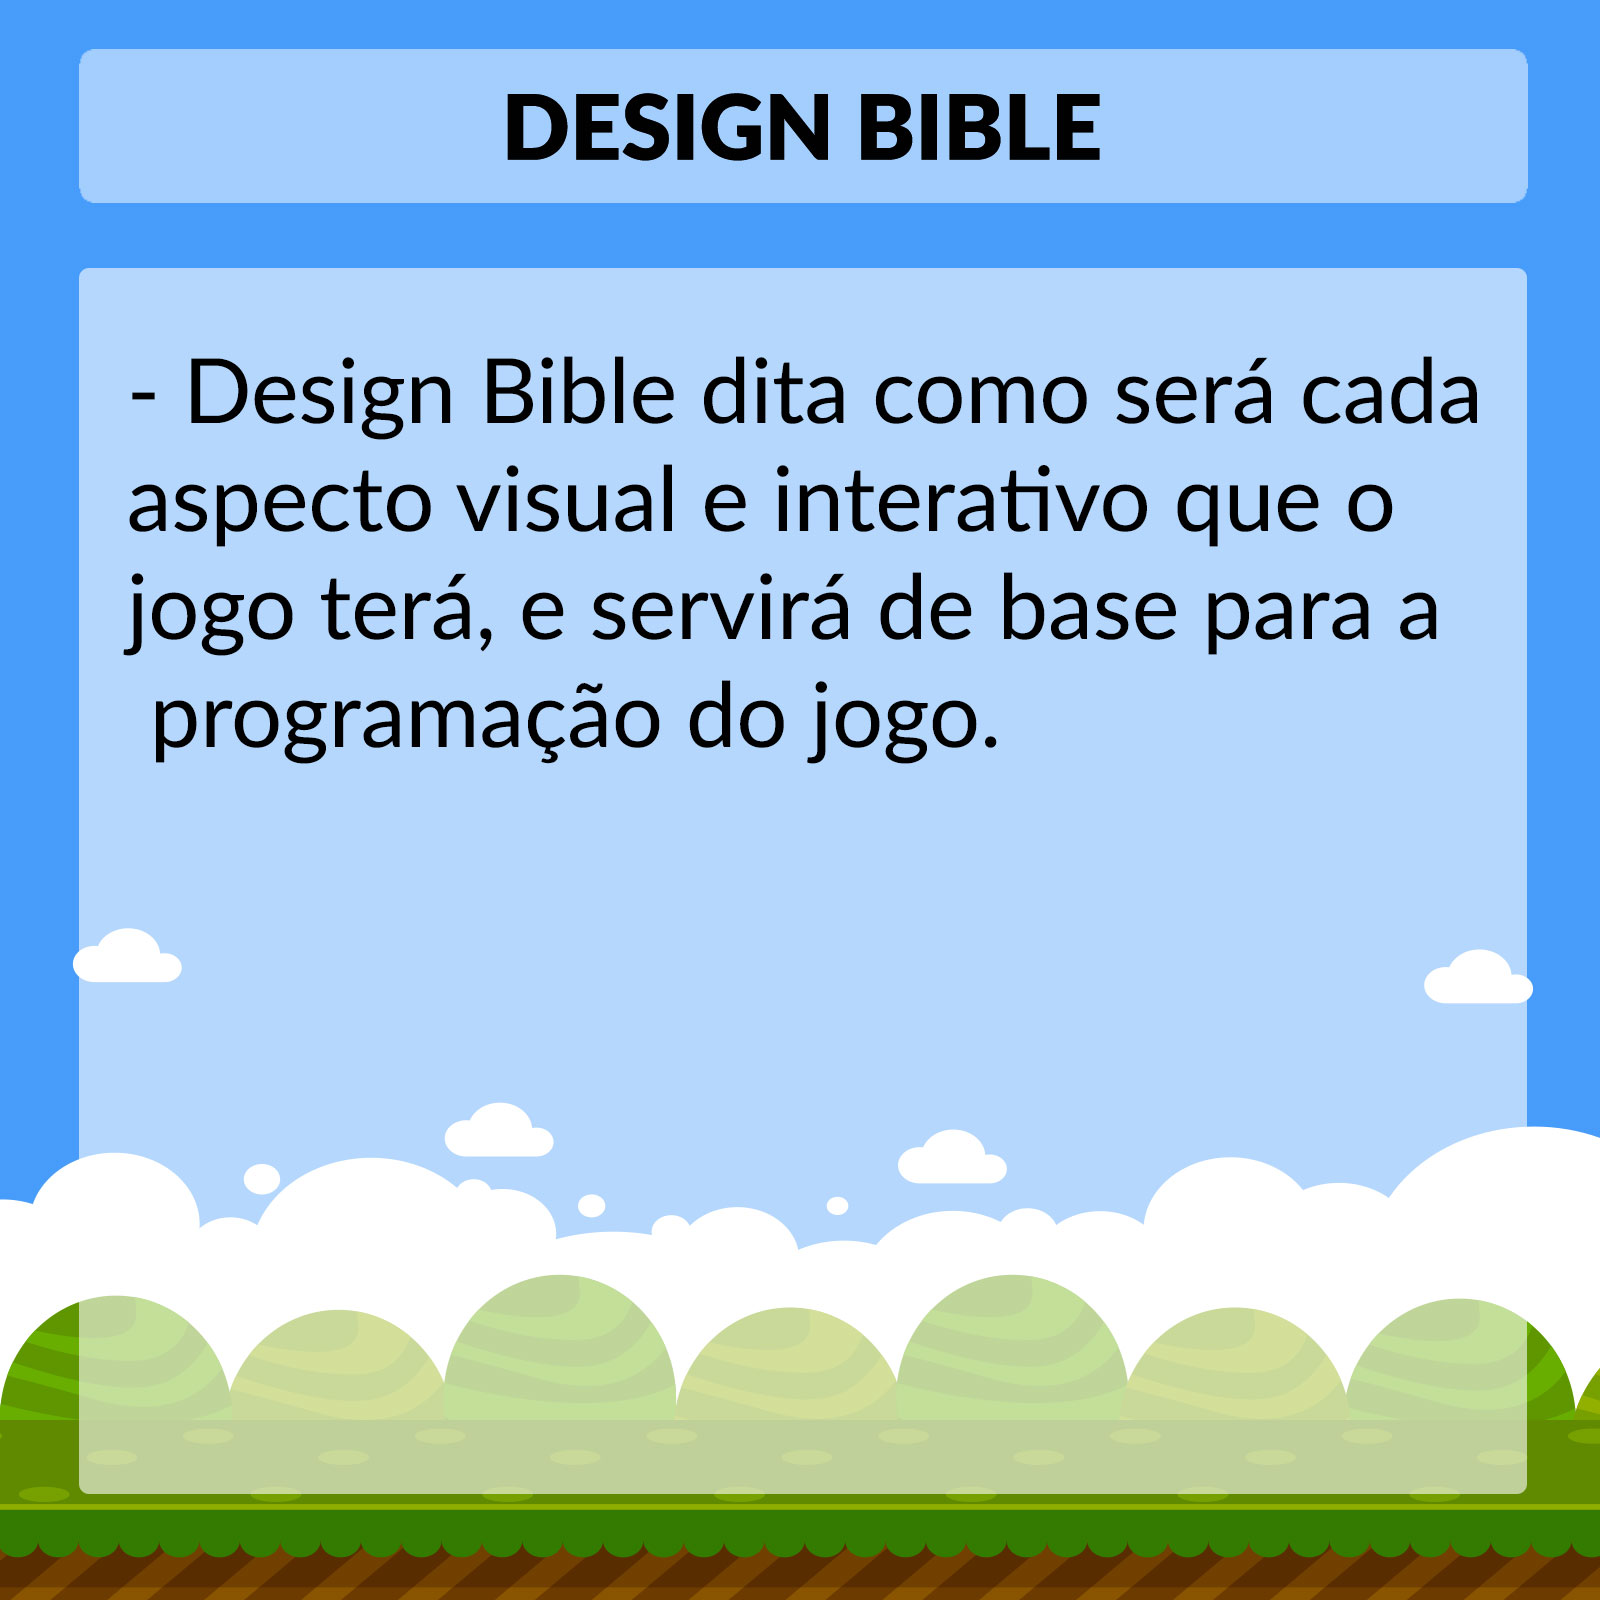 DESIGN BIBLE
- Design Bible dita como será cada
aspecto visual e interativo que o
jogo terá, e servirá de base para a
programação do jogo.